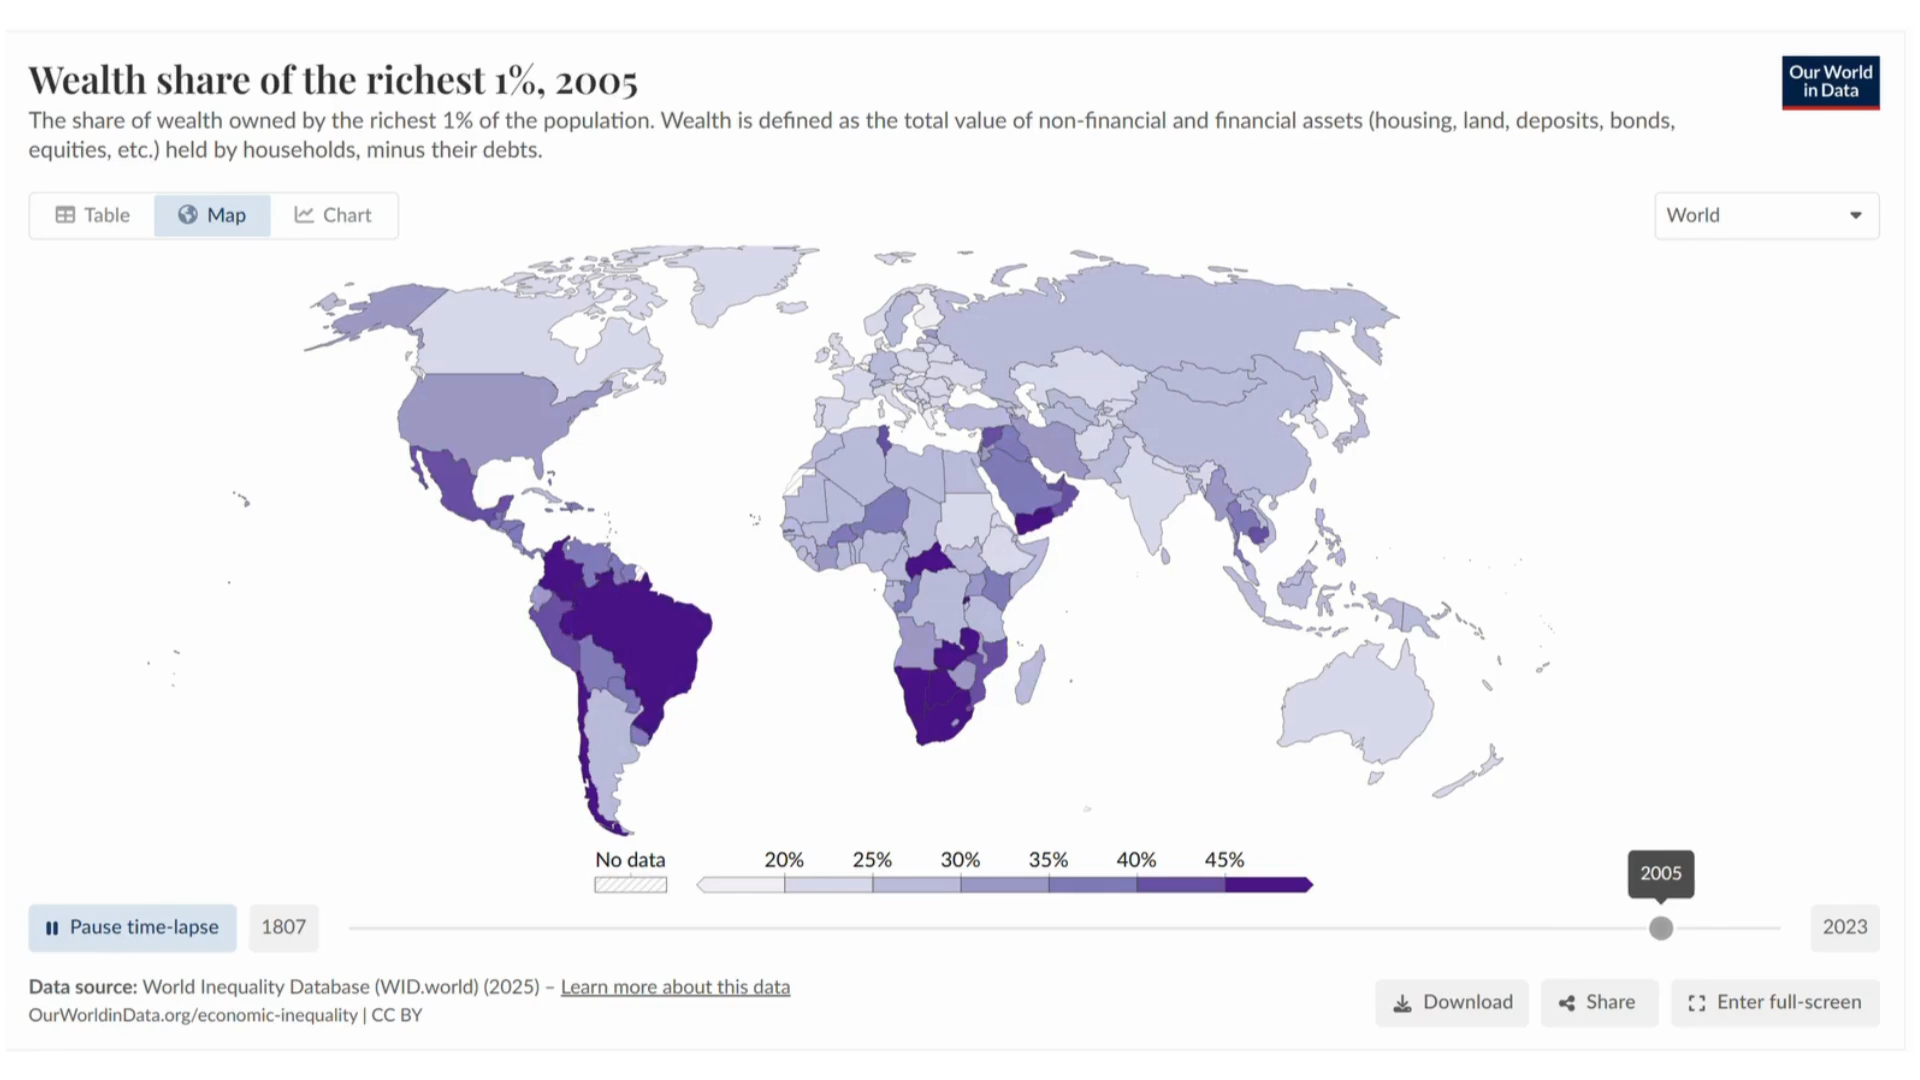 Wealth share of the richest 1%, 2005
Our World
in Data
The share of wealth owned by the richest 1% of the population. Wealth is defined as the total value of non-financial and financial assets (housing, land, deposits, bonds,
equities, etc.) held by households, minus their debts.
Table
Map
Chart
World
No data
20%
25%
30%
35%
40%
45%
2005
Pause time-lapse
1807
2023
Data source: World Inequality Database (WID.world) (2025) – Learn more about this data
OurWorldinData.org/economic-inequality | CC BY
Download
Share
Enter full-screen